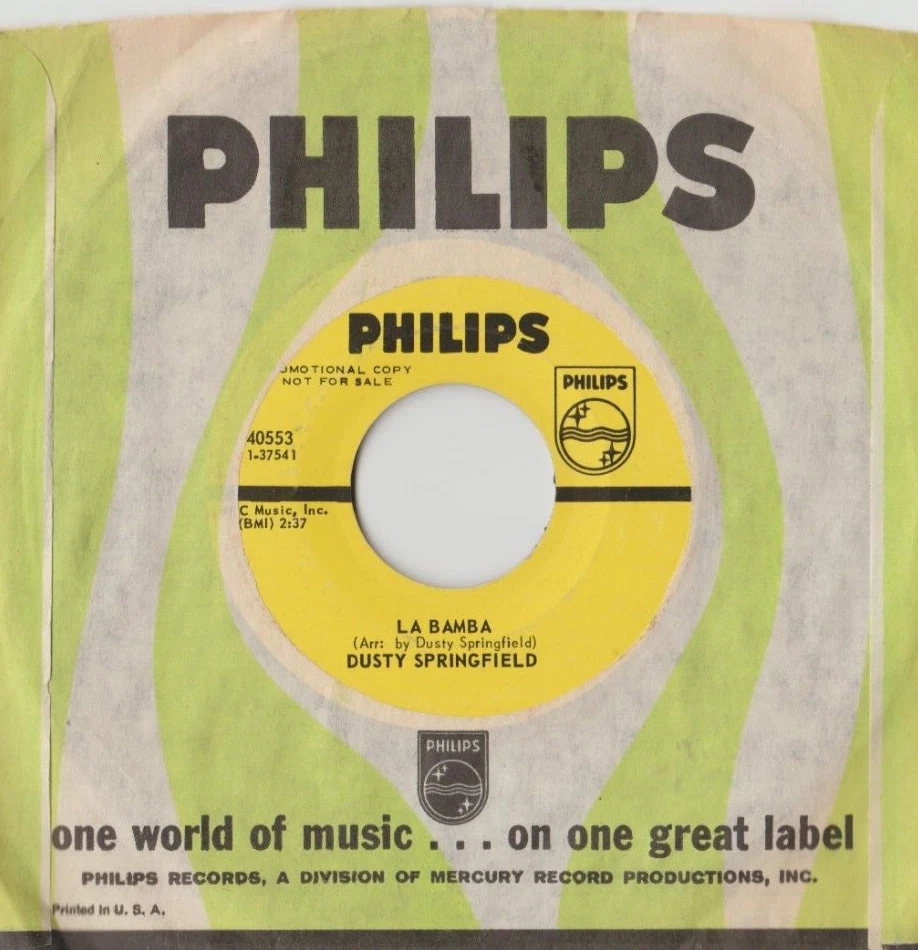 PHILIPS
PHILIPS
OMOTIONAL COPY
NOT FOR SALE
PHILIPS
40553
1-37541
C Music, Inc.
(BMI) 2:37
LA BAMBA
(Arr: by Dusty Springfield)
DUSTY SPRINGFIELD
PHILIPS
one world of music . . . on one great label
PHILIPS RECORDS, A DIVISION OF MERCURY RECORD PRODUCTIONS, INC.
Printed in U. S. A.